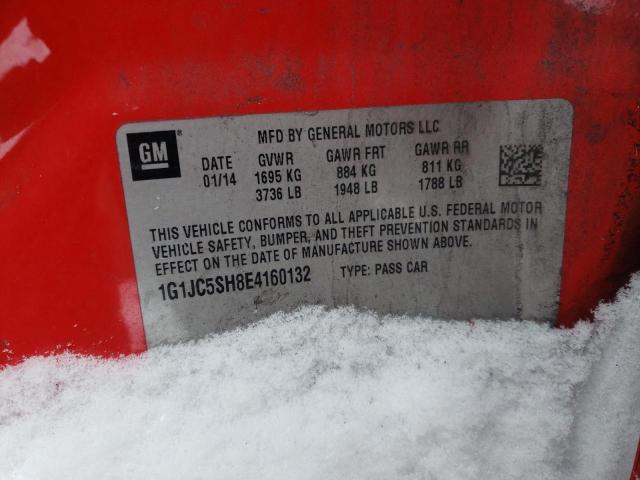 GM
MFD BY GENERAL MOTORS LLC
DATE GVWR GAWR FRT GAWR RR
01/14 1695 KG 884 KG 811 KG
3736 LB 1948 LB 1788 LB
THIS VEHICLE CONFORMS TO ALL APPLICABLE U.S. FEDERAL MOTOR
VEHICLE SAFETY, BUMPER, AND THEFT PREVENTION STANDARDS IN
EFFECT ON THE DATE OF MANUFACTURE SHOWN ABOVE.
1G1JC5SH8E4160132 TYPE: PASS CAR